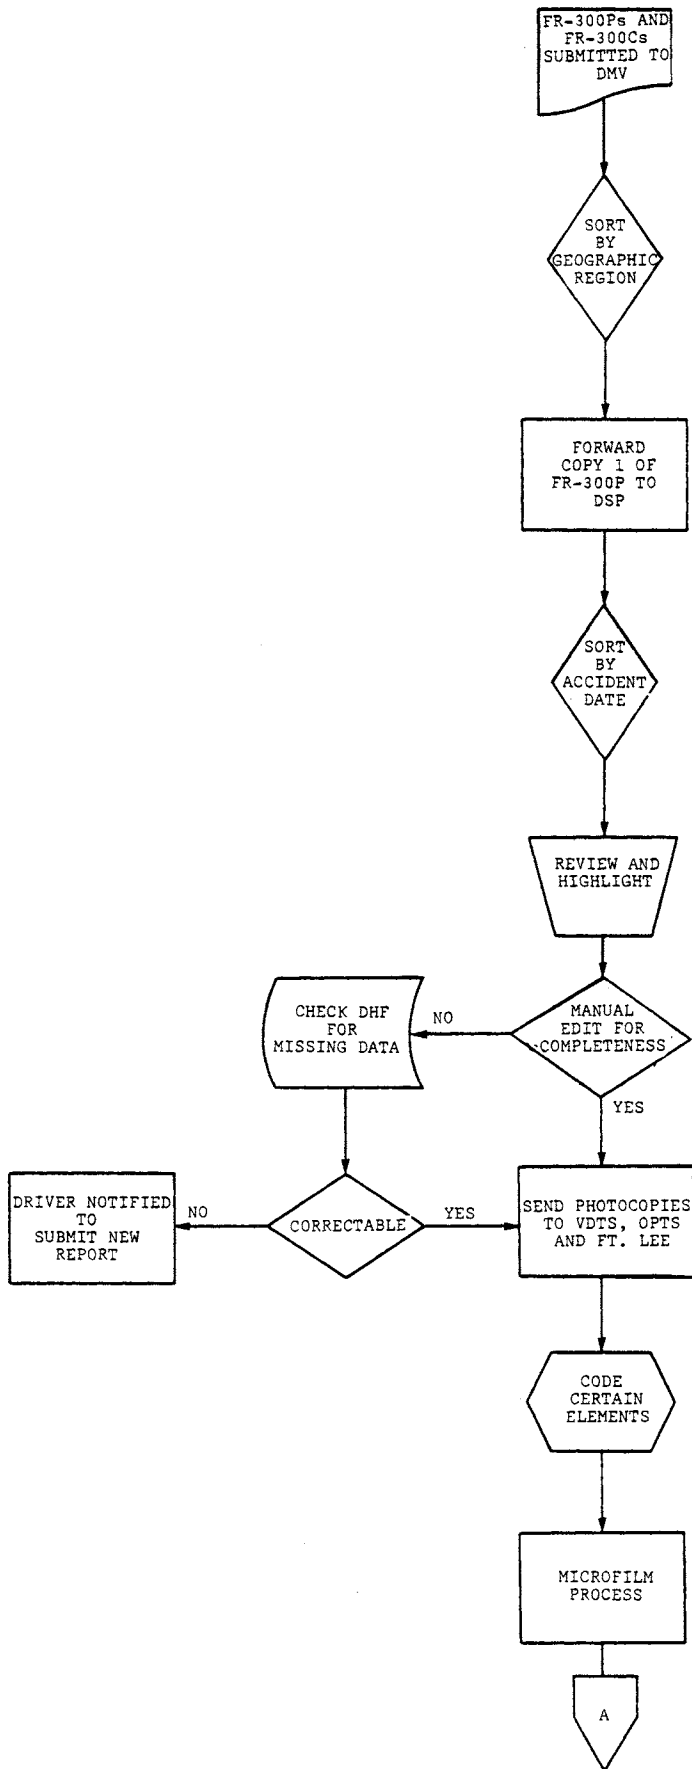 FR-300Ps AND
FR-300Cs
SUBMITTED TO
DMV
SORT
BY
GEOGRAPHIC
REGION
FORWARD
COPY 1 OF
FR-300P TO
DSP
SORT
BY
ACCIDENT
DATE
REVIEW AND
HIGHLIGHT
MANUAL
EDIT FOR
COMPLETENESS
NO
CHECK DHF
FOR
MISSING DATA
YES
DRIVER NOTIFIED
TO
SUBMIT NEW
REPORT
NO
CORRECTABLE
YES
SEND PHOTOCOPIES
TO VDTS, OPTS
AND FT. LEE
CODE
CERTAIN
ELEMENTS
MICROFILM
PROCESS
A